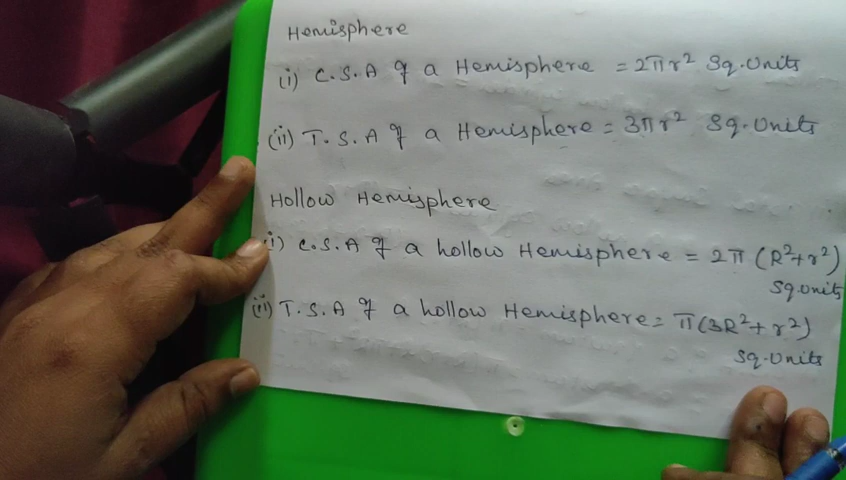 Hemisphere
(i) C.S.A of a Hemisphere = 2πr² Sq.Units
(ii) T.S.A of a Hemisphere = 3πr² Sq.Units
Hollow Hemisphere
(i) C.S.A of a hollow Hemisphere = 2π (R²+r²)
Sq.units
(ii) T.S.A of a hollow Hemisphere = π(3R²+r²)
Sq.Units